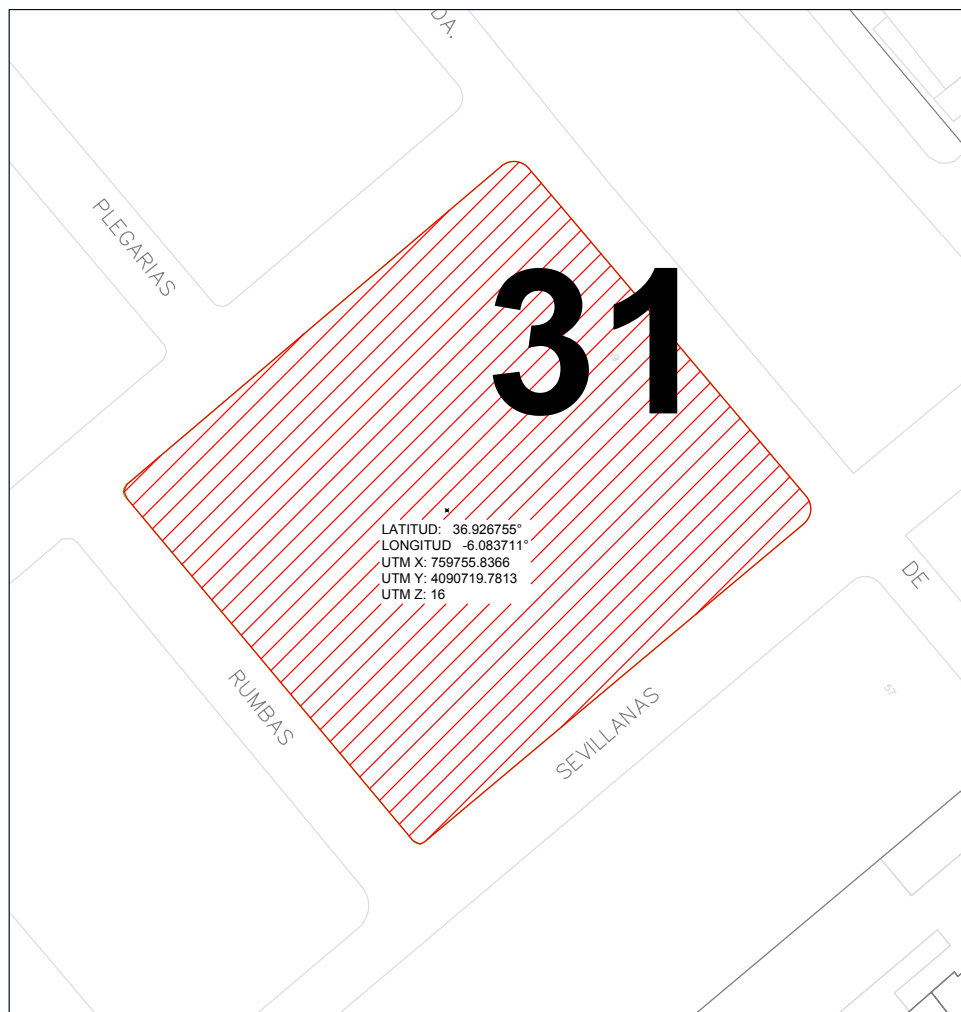 DA.
PLEGARIAS
31
LATITUD: 36.926755°
LONGITUD -6.083711°
UTM X: 759755.8366
UTM Y: 4090719.7813
UTM Z: 16
DE
RUMBAS
SEVILLANAS
57